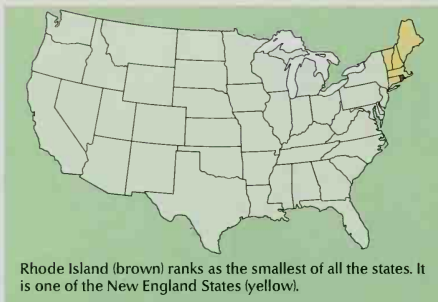 Rhode Island (brown) ranks as the smallest of all the states. It
is one of the New England States (yellow).